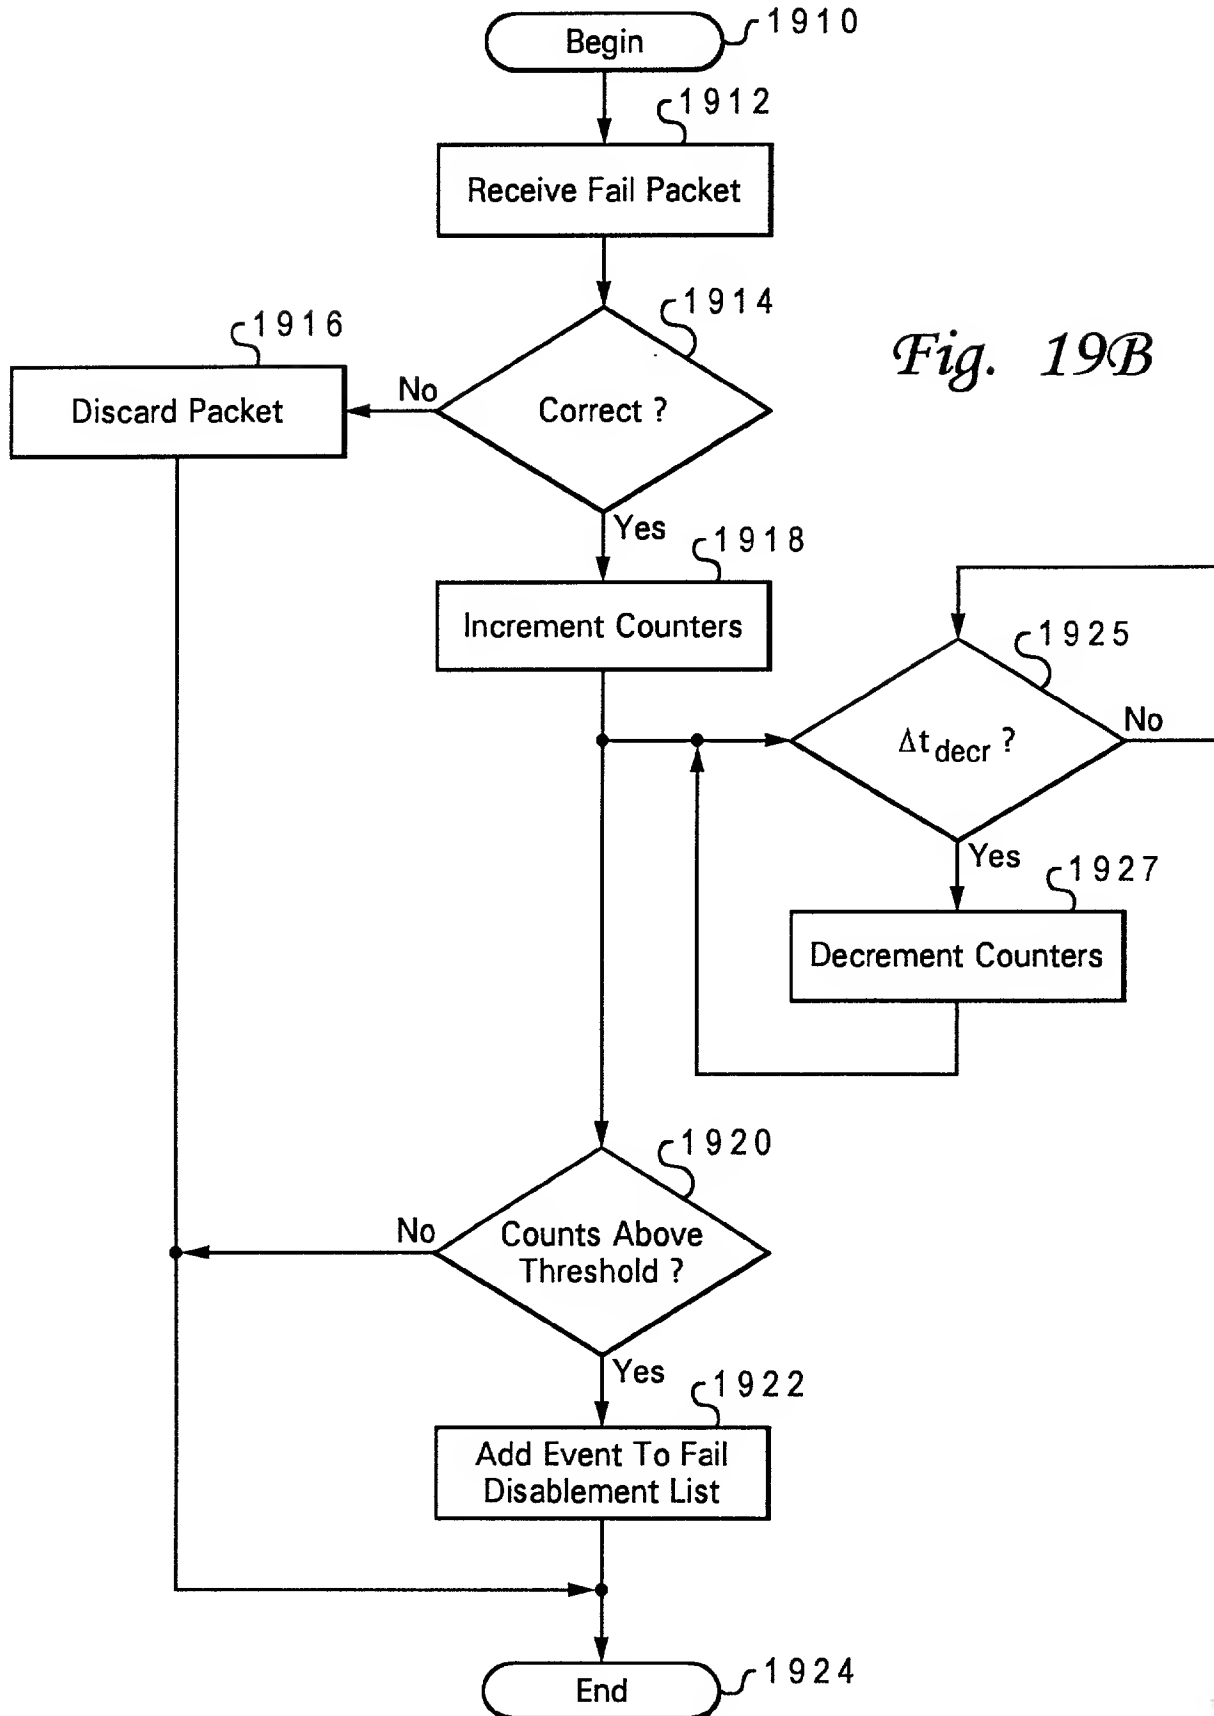 Begin
1910
1912
Receive Fail Packet
1914
1916
Fig. 19B
No
Discard Packet
Correct ?
Yes
1918
Increment Counters
1925
No
Δtdecr ?
Yes
1927
Decrement Counters
1920
No
Counts Above
Threshold ?
Yes
1922
Add Event To Fail
Disablement List
1924
End